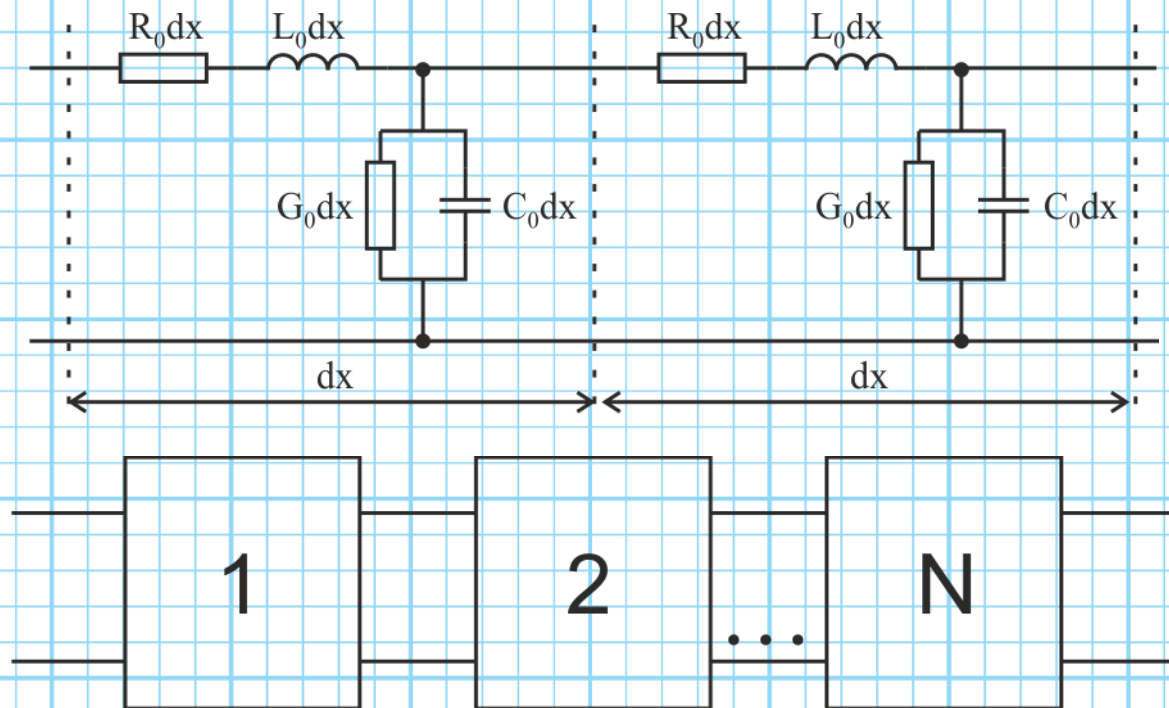 R₀dx L₀dx R₀dx L₀dx
G₀dx C₀dx G₀dx C₀dx
dx dx
1 2 ... N